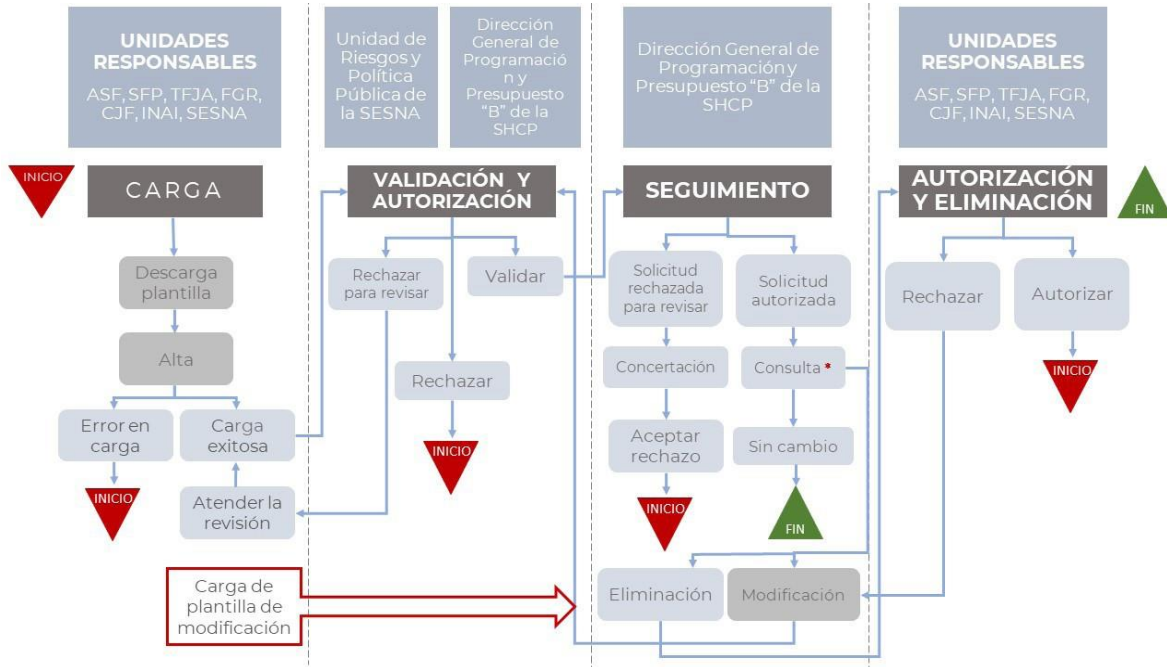 UNIDADES
RESPONSABLES
ASF, SFP, TFJA, FGR,
CJF, INAI, SESNA
Unidad de
Riesgos y
Política
Pública de
la SESNA
Dirección
General de
Programació
n y
Presupuesto
"B" de la
SHCP
Dirección General de
Programación y
Presupuesto "B" de la
SHCP
UNIDADES
RESPONSABLES
ASF, SFP, TFJA, FGR,
CJF, INAI, SESNA
INICIO
CARGA
VALIDACIÓN Y
AUTORIZACIÓN
SEGUIMIENTO
AUTORIZACIÓN
Y ELIMINACIÓN
FIN
Descarga
plantilla
Alta
Error en
carga
Carga
exitosa
INICIO
Atender la
revisión
Rechazar
para revisar
Validar
Rechazar
INICIO
Solicitud
rechazada
para revisar
Solicitud
autorizada
Concertación
Consulta *
Aceptar
rechazo
Sin cambio
INICIO
FIN
Rechazar
Autorizar
INICIO
Carga de
plantilla de
modificación
Eliminación
Modificación